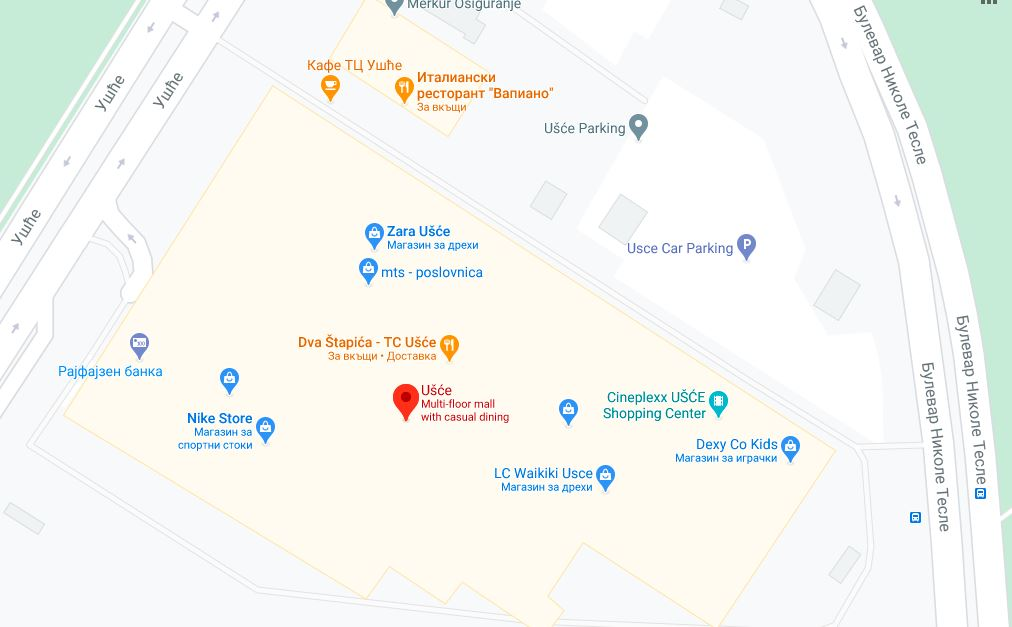 Merkur Osiguranje
Булевар Николе Тесле
Ушће
Ушће
Кафе ТЦ Ушће
Италиански
ресторант "Вапиано"
За вкъщи
Ušće Parking
Ушће
Zara Ušće
Магазин за дрехи
mts - poslovnica
Usce Car Parking
Dva Štapića - TC Ušće
За вкъщи • Доставка
Рајфајзен банка
Ušće
Multi-floor mall
with casual dining
Nike Store
Магазин за
спортни стоки
Cineplexx UŠĆE
Shopping Center
Dexy Co Kids
Магазин за играчки
LC Waikiki Usce
Магазин за дрехи
P
Булевар Николе Тесле
Булевар Николе Тесле